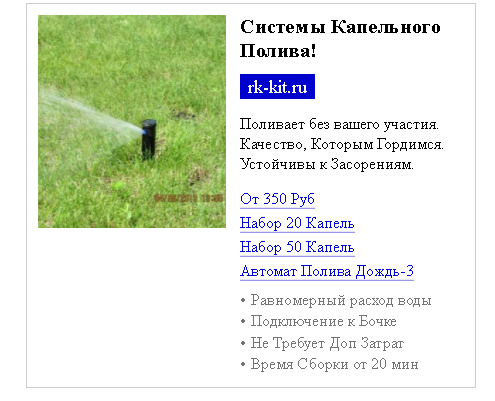 Системы Капельного
Полива!
rk-kit.ru
Поливает без вашего участия.
Качество, Которым Гордимся.
Устойчивы к Засорениям.
От 350 Руб
Набор 20 Капель
Набор 50 Капель
Автомат Полива Дождь-3
• Равномерный расход воды
• Подключение к Бочке
• Не Требует Доп Затрат
• Время Сборки от 20 мин